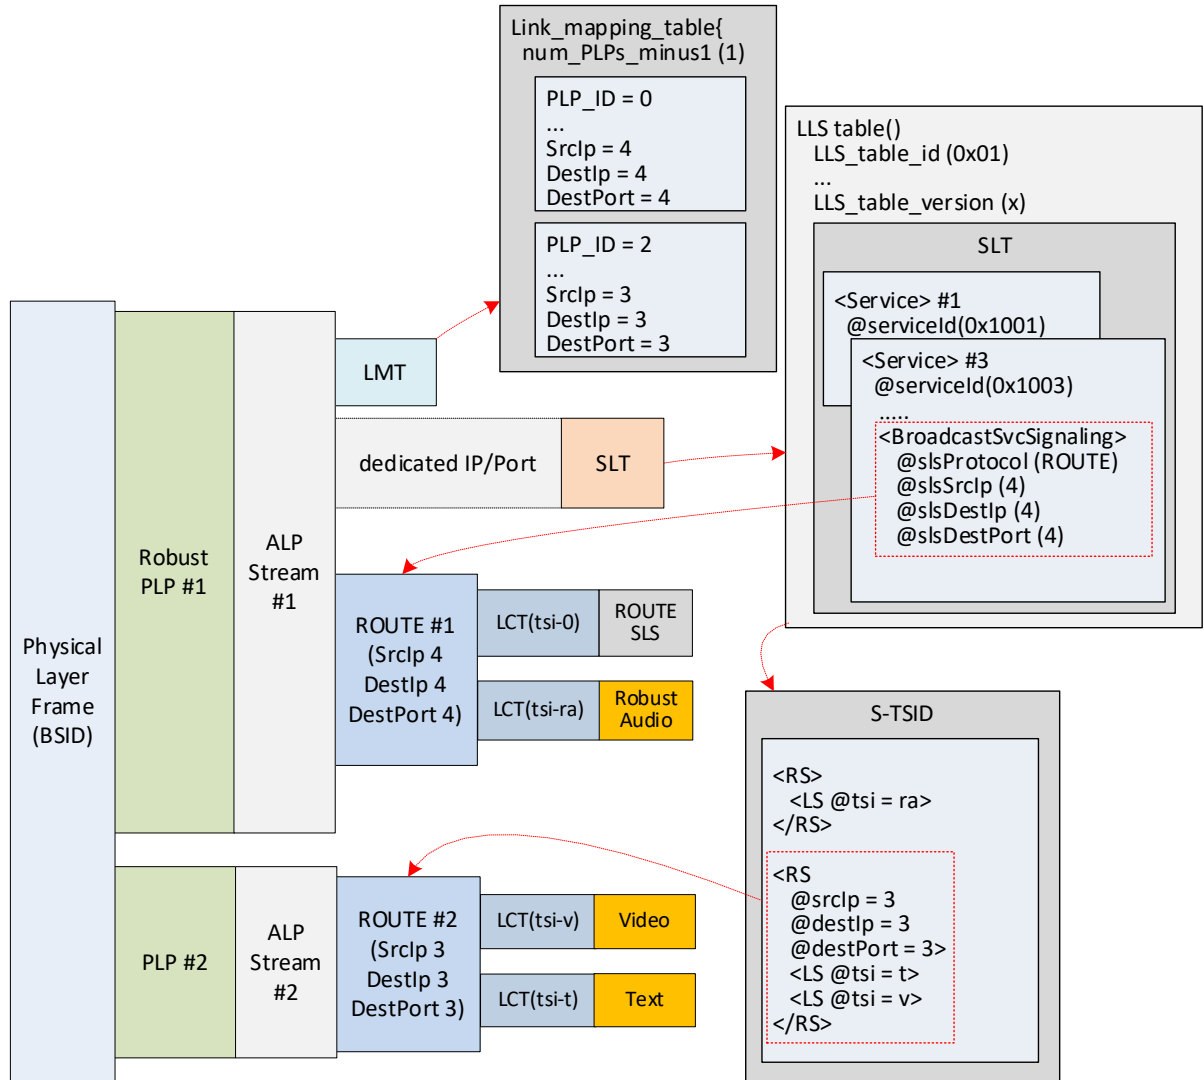 Link_mapping_table{
num_PLPs_minus1 (1)
PLP_ID = 0
...
SrcIp = 4
DestIp = 4
DestPort = 4
PLP_ID = 2
...
SrcIp = 3
DestIp = 3
DestPort = 3
LLS table()
LLS_table_id (0x01)
...
LLS_table_version (x)
SLT
<Service> #1
@serviceId(0x1001)
<Service> #3
@serviceId(0x1003)
.....
<BroadcastSvcSignaling>
@slsProtocol (ROUTE)
@slsSrcIp (4)
@slsDestIp (4)
@slsDestPort (4)
Physical
Layer
Frame
(BSID)
Robust
PLP #1
ALP
Stream
#1
LMT
dedicated IP/Port
SLT
ROUTE #1
(SrcIp 4
DestIp 4
DestPort 4)
LCT(tsi-0)
ROUTE
SLS
LCT(tsi-ra)
Robust
Audio
PLP #2
ALP
Stream
#2
ROUTE #2
(SrcIp 3
DestIp 3
DestPort 3)
LCT(tsi-v)
Video
LCT(tsi-t)
Text
S-TSID
<RS>
<LS @tsi = ra>
</RS>
<RS
@srcIp = 3
@destIp = 3
@destPort = 3>
<LS @tsi = t>
<LS @tsi = v>
</RS>